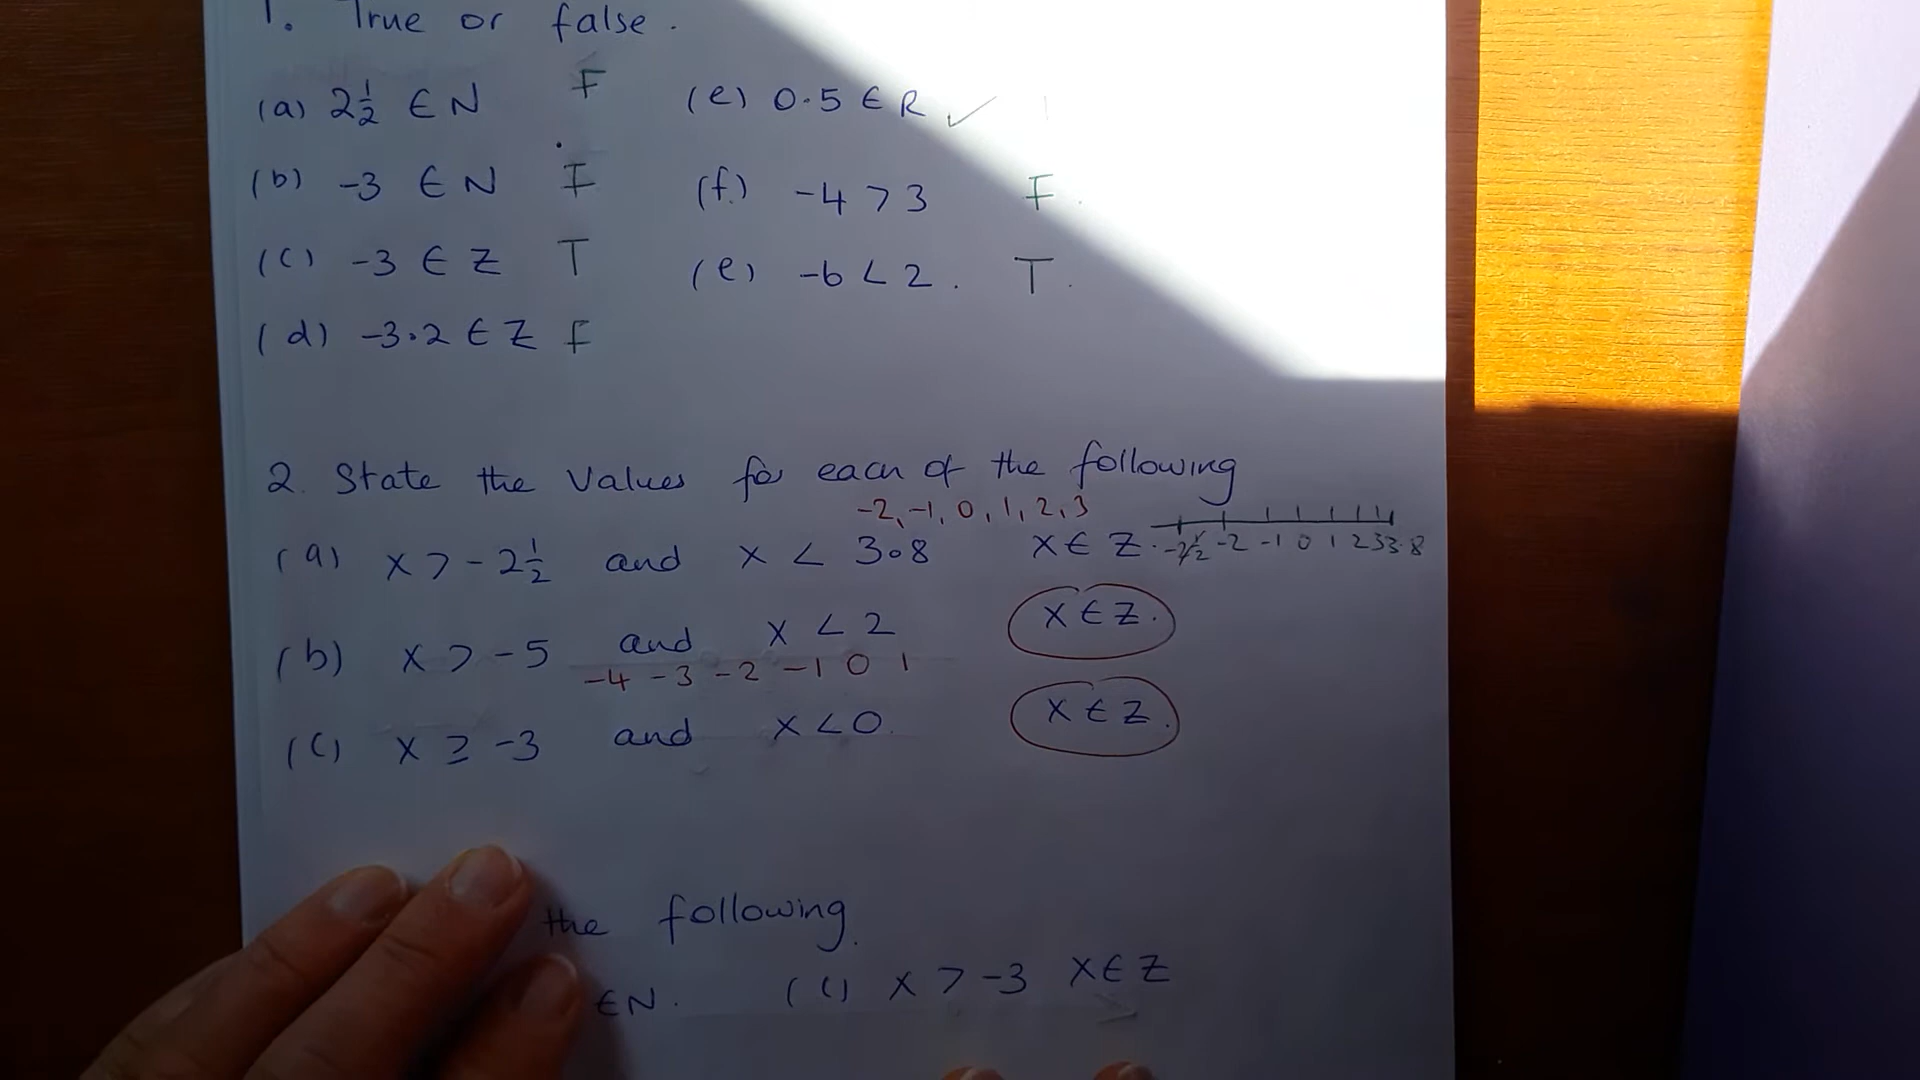 1. True or false.
(a) 2½ ∈ N F (e) 0.5 ∈ R ✓
(b) -3 ∈ N F (f) -4 > 3 F
(c) -3 ∈ Z T (e) -6 < 2. T.
(d) -3.2 ∈ Z F
2. State the Values for each of the following
-2, -1, 0, 1, 2, 3
(a) x > -2½ and x < 3.8 x ∈ Z. -2½ -2 -1 0 1 2 3 3.8
(b) x > -5 and x < 2 x ∈ Z.
-4 -3 -2 -1 0 1
(c) x ≥ -3 and x < 0. x ∈ Z.
the following.
∈ N. (c) x > -3 x ∈ Z